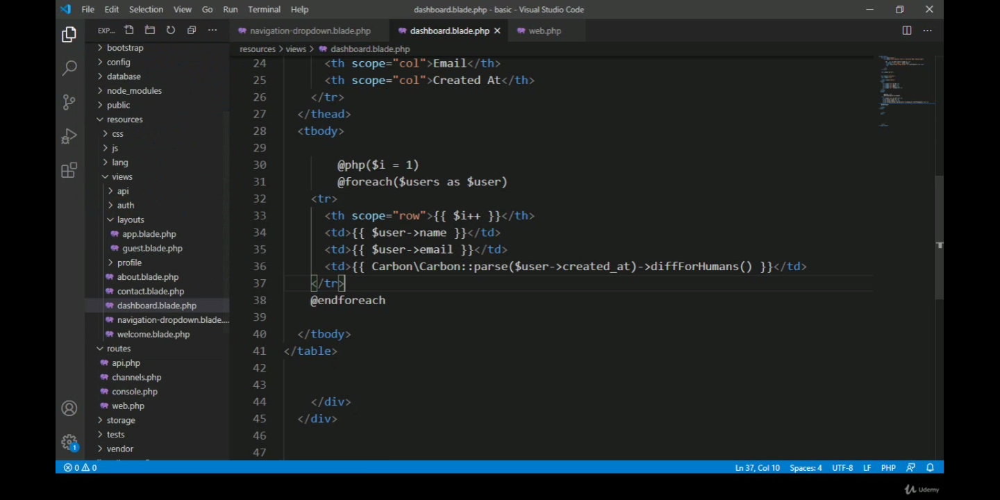 File Edit Selection View Go Run Terminal Help
dashboard.blade.php - basic - Visual Studio Code
EXP...
navigation-dropdown.blade.php
dashboard.blade.php
web.php
resources > views > dashboard.blade.php
bootstrap
config
database
node_modules
public
resources
css
js
lang
views
api
auth
layouts
app.blade.php
guest.blade.php
profile
about.blade.php
contact.blade.php
dashboard.blade.php
navigation-dropdown.blade....
welcome.blade.php
routes
api.php
channels.php
console.php
web.php
storage
tests
vendor
24 <th scope="col">Email</th>
25 <th scope="col">Created At</th>
26 </tr>
27 </thead>
28 <tbody>
29
30 @php($i = 1)
31 @foreach($users as $user)
32 <tr>
33 <th scope="row">{{ $i++ }}</th>
34 <td>{{ $user->name }}</td>
35 <td>{{ $user->email }}</td>
36 <td>{{ Carbon\Carbon::parse($user->created_at)->diffForHumans() }}</td>
37 </tr>
38 @endforeach
39
40 </tbody>
41 </table>
42
43
44 </div>
45 </div>
46
47
1
0 0
Ln 37, Col 10 Spaces: 4 UTF-8 LF PHP
Udemy